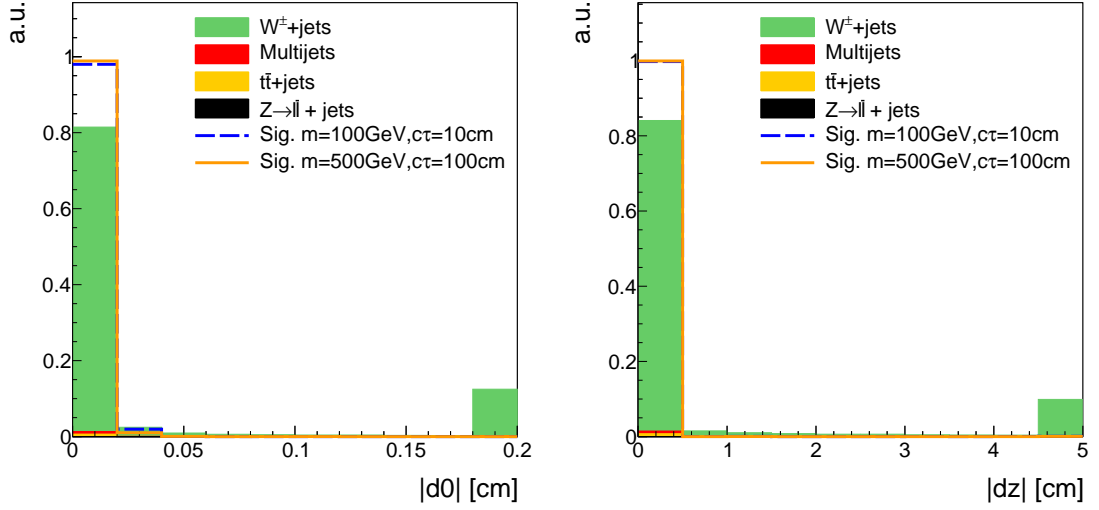 a.u.
W±+jets
Multijets
tt̄+jets
Z→ll̄ + jets
Sig. m=100GeV,cτ=10cm
Sig. m=500GeV,cτ=100cm
1
0.8
0.6
0.4
0.2
0
0 0.05 0.1 0.15 0.2
|d0| [cm]
a.u.
W±+jets
Multijets
tt̄+jets
Z→ll̄ + jets
Sig. m=100GeV,cτ=10cm
Sig. m=500GeV,cτ=100cm
1
0.8
0.6
0.4
0.2
0
0 1 2 3 4 5
|dz| [cm]